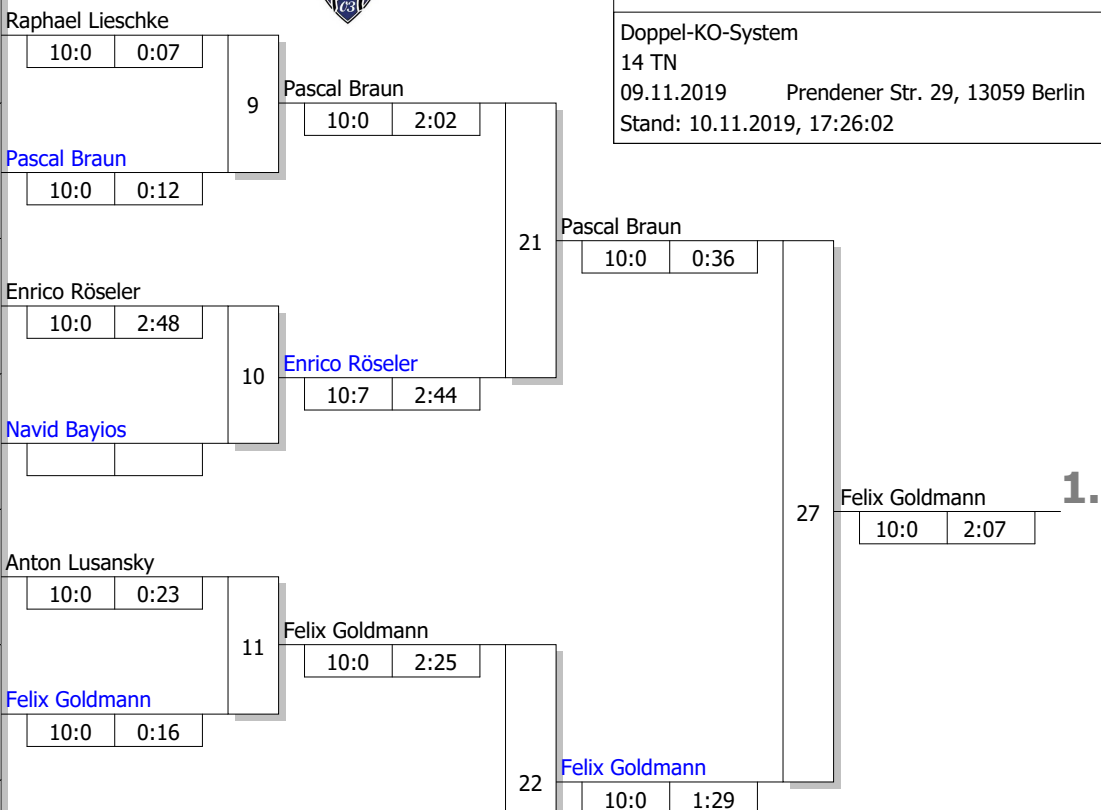 C3
Raphael Lieschke
10:0 0:07
Doppel-KO-System
14 TN
09.11.2019 Prendener Str. 29, 13059 Berlin
Stand: 10.11.2019, 17:26:02
9
Pascal Braun
10:0 2:02
Pascal Braun
10:0 0:12
21
Pascal Braun
10:0 0:36
Enrico Röseler
10:0 2:48
10
Enrico Röseler
10:7 2:44
Navid Bayios
27
Felix Goldmann
10:0 2:07
1.
Anton Lusansky
10:0 0:23
11
Felix Goldmann
10:0 2:25
Felix Goldmann
10:0 0:16
22
Felix Goldmann
10:0 1:29